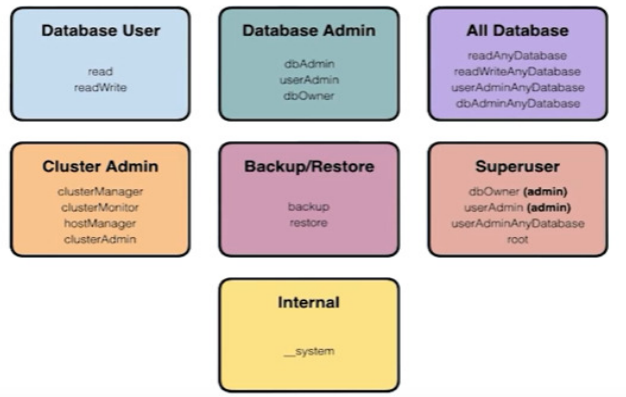 Database User
read
readWrite
Database Admin
dbAdmin
userAdmin
dbOwner
All Database
readAnyDatabase
readWriteAnyDatabase
userAdminAnyDatabase
dbAdminAnyDatabase
Cluster Admin
clusterManager
clusterMonitor
hostManager
clusterAdmin
Backup/Restore
backup
restore
Superuser
dbOwner (admin)
userAdmin (admin)
userAdminAnyDatabase
root
Internal
__system